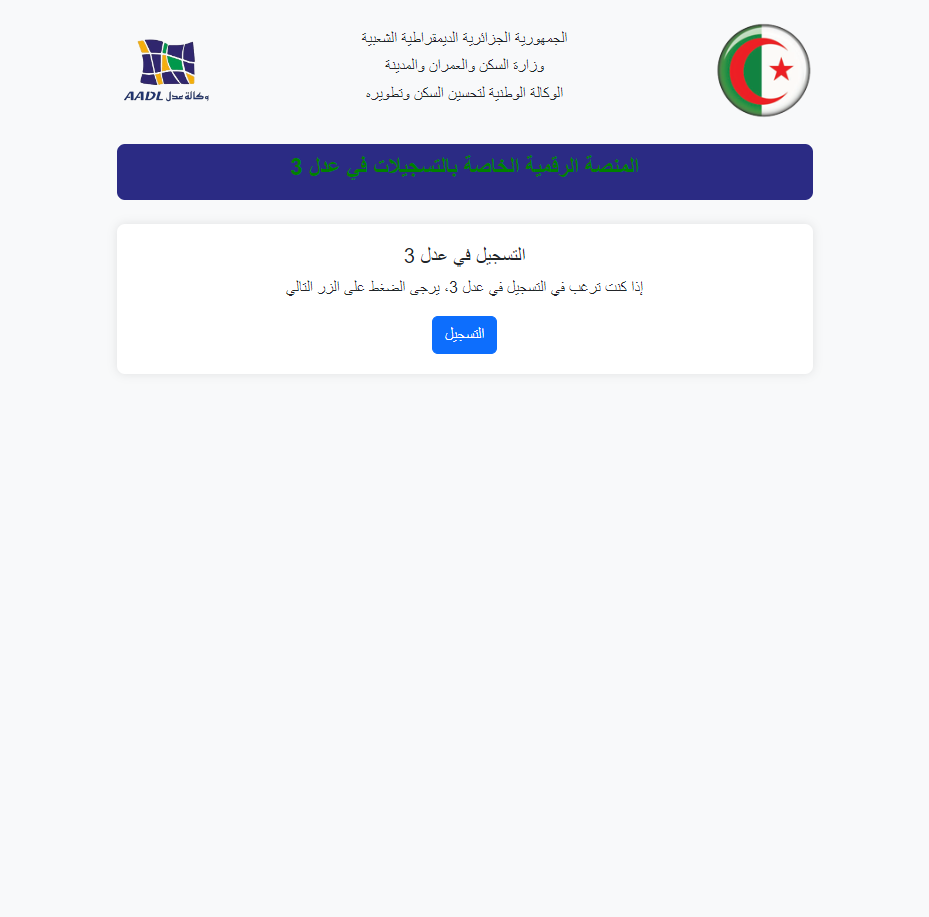 الجمهورية الجزائرية الديمقراطية الشعبية
وزارة السكن والعمران والمدينة
الوكالة الوطنية لتحسين السكن وتطويره
AADL وكالة عدل
المنصة الرقمية الخاصة بالتسجيلات في عدل 3
التسجيل في عدل 3
إذا كنت ترغب في التسجيل في عدل 3، يرجى الضغط على الزر التالي
التسجيل